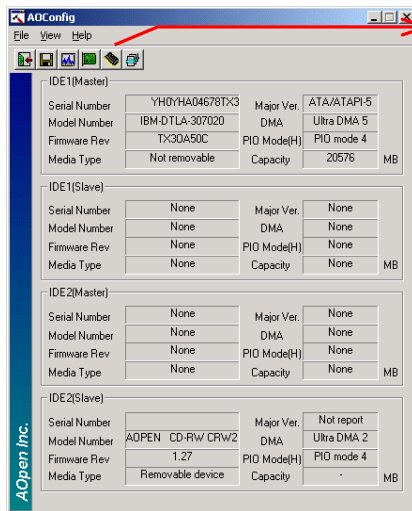 AOConfig
File View Help
IDE1(Master)
Serial Number YH0YHA04678TX3 Major Ver. ATA/ATAPI-5
Model Number IBM-DTLA-307020 DMA Ultra DMA 5
Firmware Rev TX3OA50C PIO Mode(H) PIO mode 4
Media Type Not removable Capacity 20576 MB
IDE1(Slave)
Serial Number None Major Ver. None
Model Number None DMA None
Firmware Rev None PIO Mode(H) None
Media Type None Capacity None MB
IDE2(Master)
Serial Number None Major Ver. None
Model Number None DMA None
Firmware Rev None PIO Mode(H) None
Media Type None Capacity None MB
IDE2(Slave)
Serial Number Major Ver. Not report
Model Number AOPEN CD-RW CRW2 DMA Ultra DMA 2
Firmware Rev 1.27 PIO Mode(H) PIO mode 4
Media Type Removable device Capacity - MB
AOpen Inc.